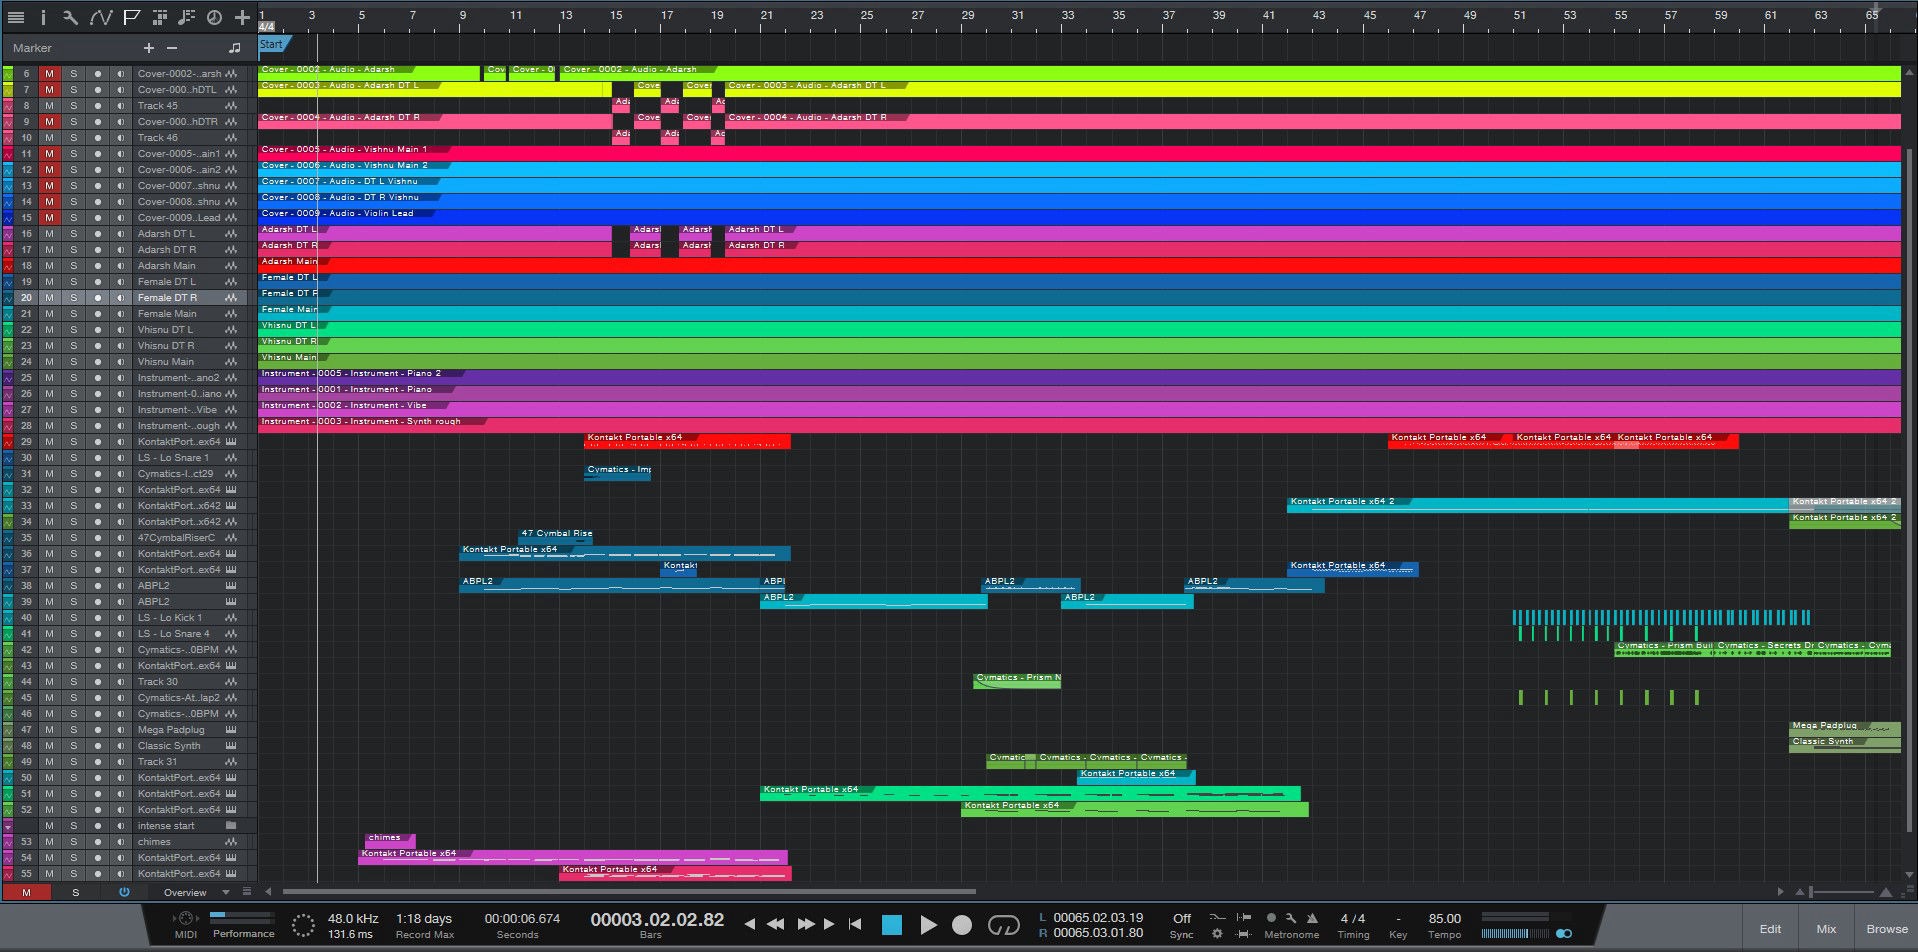 1 3 5 7 9 11 13 15 17 19 21 23 25 27 29 31 33 35 37 39 41 43 45 47 49 51 53 55 57 59 61 63 65
4/4
Marker + − Start
6 M S Cover-0002-..arsh Cover - 0002 - Audio - Adarsh Cov Cover - 0 Cover - 0002 - Audio - Adarsh
7 M S Cover-000..hDTL Cover - 0003 - Audio - Adarsh DT L Cove Cover Cover - 0003 - Audio - Adarsh DT L
8 M S Track 45 Ada Ada Ac
9 M S Cover-000..hDTR Cover - 0004 - Audio - Adarsh DT R Cove Cover Cover - 0004 - Audio - Adarsh DT R
10 M S Track 46 Ada Ada Ac
11 M S Cover-0005-..ain1 Cover - 0005 - Audio - Vishnu Main 1
12 M S Cover-0006-..ain2 Cover - 0006 - Audio - Vishnu Main 2
13 M S Cover-0007..shnu Cover - 0007 - Audio - DT L Vishnu
14 M S Cover-0008..shnu Cover - 0008 - Audio - DT R Vishnu
15 M S Cover-0009..Lead Cover - 0009 - Audio - Violin Lead
16 M S Adarsh DT L Adarsh DT L Adarsl Adarsh Adarsh DT L
17 M S Adarsh DT R Adarsh DT R Adarsl Adarsh Adarsh DT R
18 M S Adarsh Main Adarsh Main
19 M S Female DT L Female DT L
20 M S Female DT R Female DT R
21 M S Female Main Female Main
22 M S Vhisnu DT L Vhisnu DT L
23 M S Vhisnu DT R Vhisnu DT R
24 M S Vhisnu Main Vhisnu Main
25 M S Instrument-..ano2 Instrument - 0005 - Instrument - Piano 2
26 M S Instrument-0..iano Instrument - 0001 - Instrument - Piano
27 M S Instrument-..Vibe Instrument - 0002 - Instrument - Vibe
28 M S Instrument-..ough Instrument - 0003 - Instrument - Synth rough
29 M S KontaktPort..ex64 Kontakt Portable x64 Kontakt Portable x64 Kontakt Portable x64 Kontakt Portable x64
30 M S LS - Lo Snare 1
31 M S Cymatics-I..ct29 Cymatics - Imp
32 M S KontaktPort..ex64
33 M S KontaktPort..x642 Kontakt Portable x64 2 Kontakt Portable x64 2
34 M S KontaktPort..x642 Kontakt Portable x64 2
35 M S 47CymbalRiserC 47 Cymbal Rise
36 M S KontaktPort..ex64 Kontakt Portable x64
37 M S KontaktPort..ex64 Kontakt Kontakt Portable x64
38 M S ABPL2 ABPL2 ABPL ABPL2 ABPL2
39 M S ABPL2 ABPL2 ABPL2
40 M S LS - Lo Kick 1
41 M S LS - Lo Snare 4
42 M S Cymatics-..0BPM Cymatics - Prism Buil Cymatics - Secrets Dr Cymatics - Cyma
43 M S KontaktPort..ex64
44 M S Track 30 Cymatics - Prism N
45 M S Cymatics-At..lap2
46 M S Cymatics-..0BPM
47 M S Mega Padplug Mega Padplug
48 M S Classic Synth Classic Synth
49 M S Track 31 Cymatic Cymatics - Cymatics - Cymatics -
50 M S KontaktPort..ex64 Kontakt Portable x64
51 M S KontaktPort..ex64 Kontakt Portable x64
52 M S KontaktPort..ex64 Kontakt Portable x64
M S intense start
53 M S chimes chimes
54 M S KontaktPort..ex64 Kontakt Portable x64
55 M S KontaktPort..ex64 Kontakt Portable x64
M S Overview
48.0 kHz 1:18 days 00:00:06.674 00003.02.02.82 L 00065.02.03.19 Off 4 / 4 - 85.00
MIDI Performance 131.6 ms Record Max Seconds Bars R 00065.03.01.80 Sync Metronome Timing Key Tempo
Edit Mix Browse